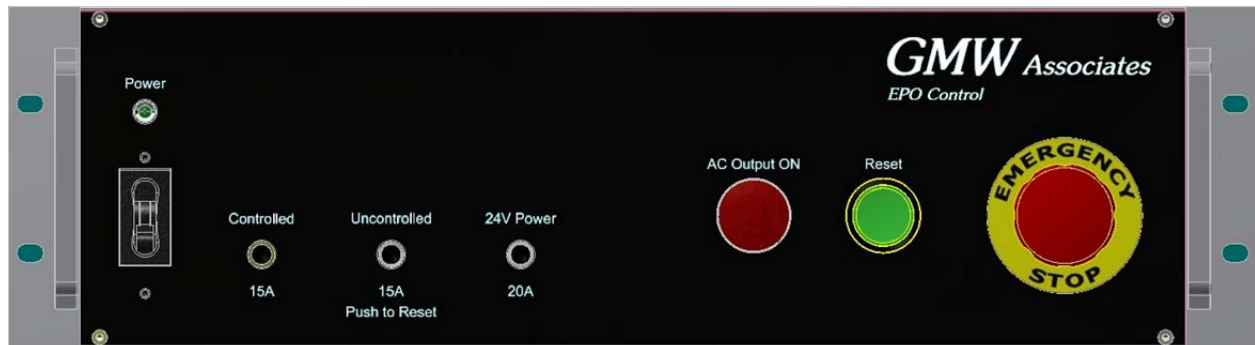 GMW Associates
EPO Control
Power
AC Output ON
Reset
EMERGENCY
STOP
Controlled
Uncontrolled
24V Power
15A
15A
20A
Push to Reset